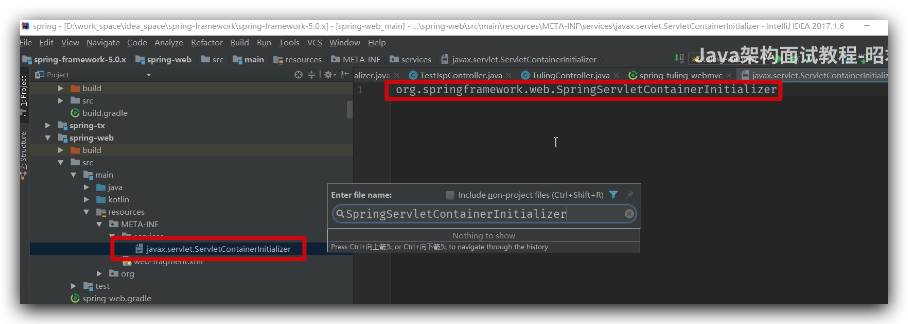 spring - [D:\work_space\idea_space\spring-framework\spring-framework-5.0.x] - [spring-web_main] - ...\spring-web\src\main\resources\META-INF\services\javax.servlet.ServletContainerInitializer - IntelliJ IDEA 2017.1.6
File Edit View Navigate Code Analyze Refactor Build Run Tools VCS Window Help
spring-framework-5.0.x spring-web src main resources META-INF services javax.servlet.ServletContainerInitializer
Java架构面试教程-昭
Project
alizer.java TestJspController.java TulingController.java spring-tuling-webmvc javax.servlet.ServletContainerInitializer
1: Project
Structure
build
src
build.gradle
spring-tx
spring-web
build
src
main
java
kotlin
resources
META-INF
services
javax.servlet.ServletContainerInitializer
web-fragment.xml
org
test
spring-web.gradle
1 org.springframework.web.SpringServletContainerInitializer
Enter file name: Include non-project files (Ctrl+Shift+R)
SpringServletContainerInitializer
Nothing to show
Press Ctrl+向上箭头 or Ctrl+向下箭头 to navigate through the history